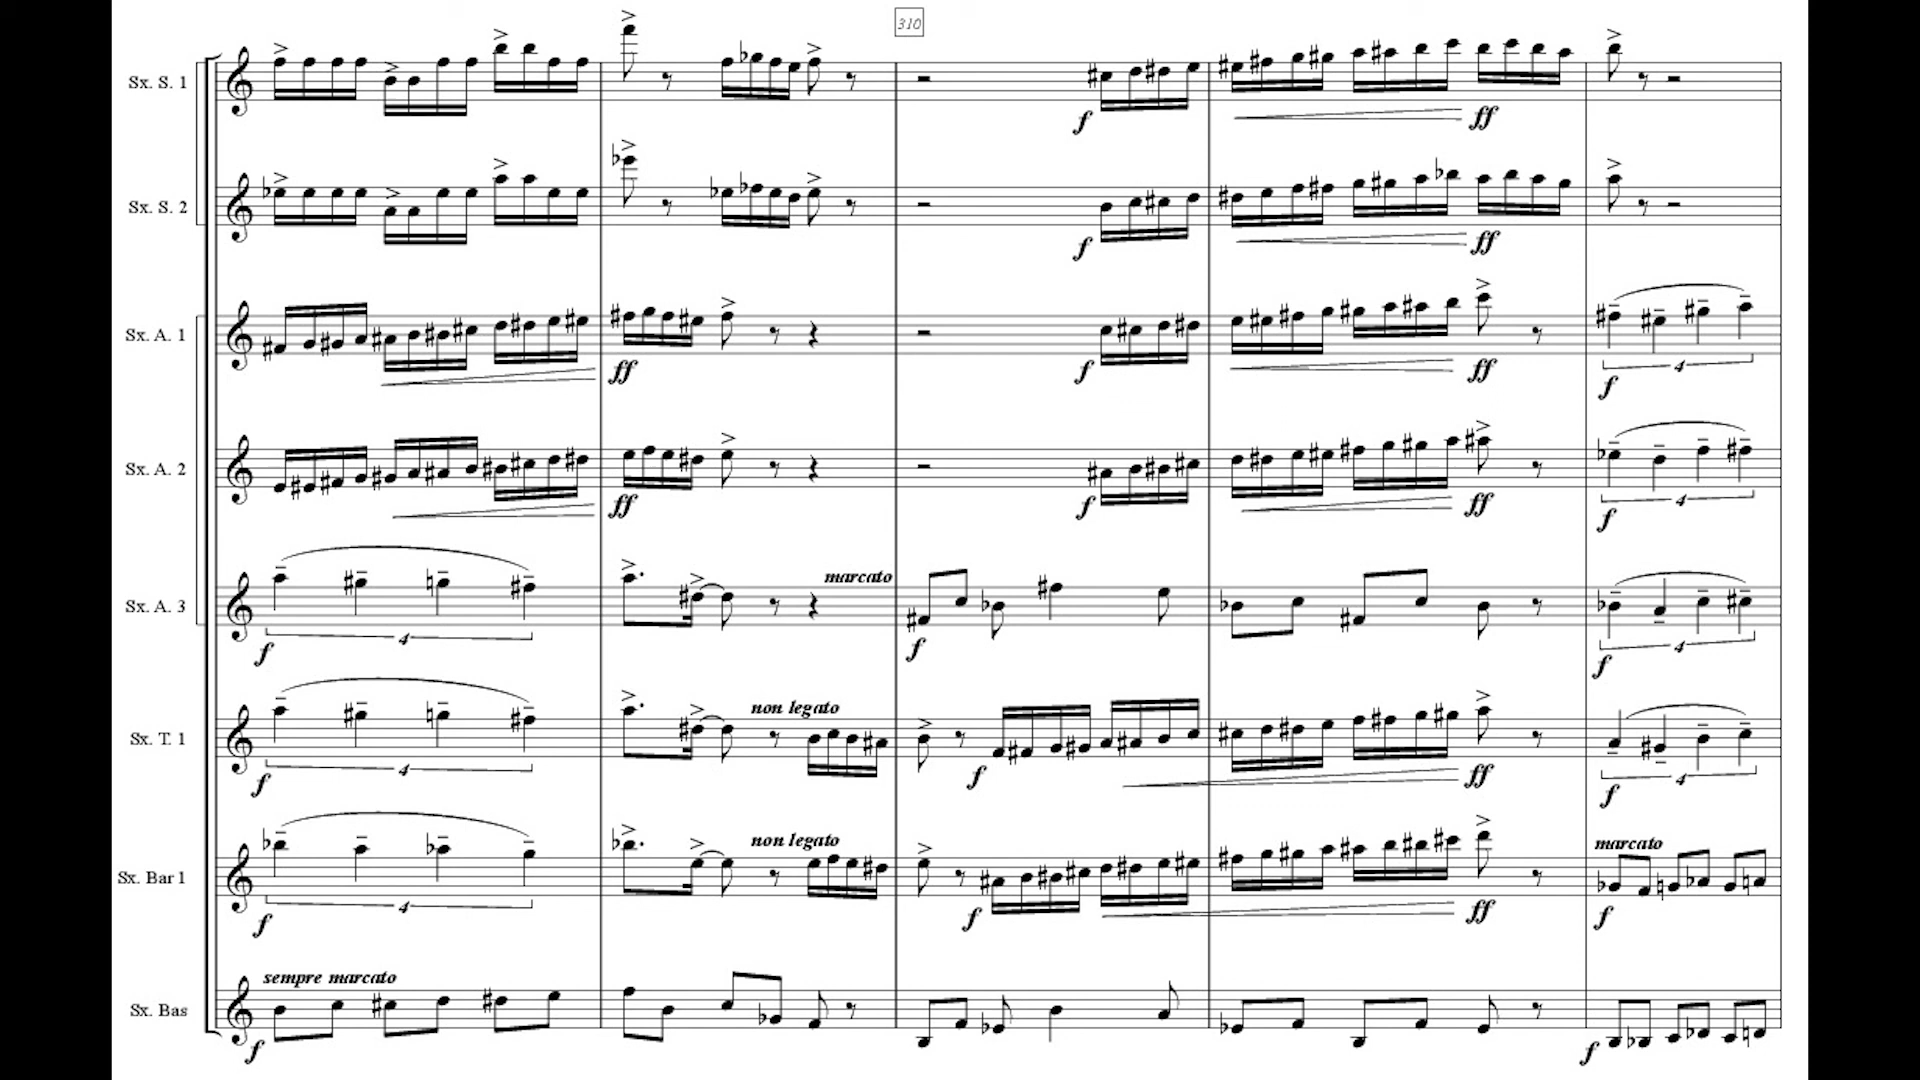 310
Sx. S. 1
f
ff
Sx. S. 2
f
ff
Sx. A. 1
ff
f
ff
4
f
Sx. A. 2
ff
f
ff
4
f
marcato
Sx. A. 3
f
4
f
4
f
non legato
Sx. T. 1
f
4
f
ff
4
f
non legato
marcato
Sx. Bar 1
f
4
f
ff
f
sempre marcato
Sx. Bas
f
f